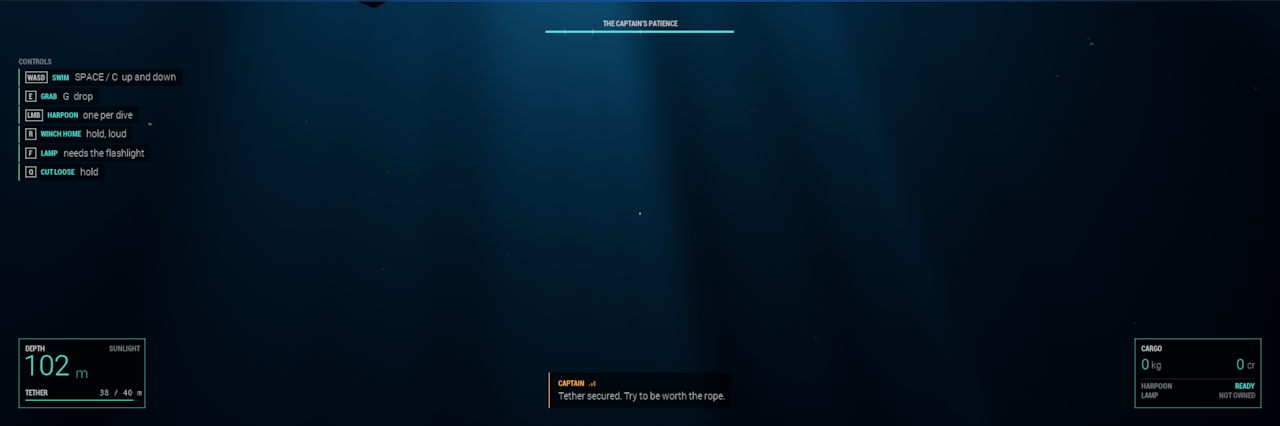 THE CAPTAIN'S PATIENCE
CONTROLS
WASD SWIM SPACE / C up and down
E GRAB G drop
LMB HARPOON one per dive
R WINCH HOME hold, loud
F LAMP needs the flashlight
Q CUT LOOSE hold
DEPTH SUNLIGHT
102 m
TETHER 38 / 40 m
CAPTAIN
Tether secured. Try to be worth the rope.
CARGO
0 kg 0 cr
HARPOON READY
LAMP NOT OWNED